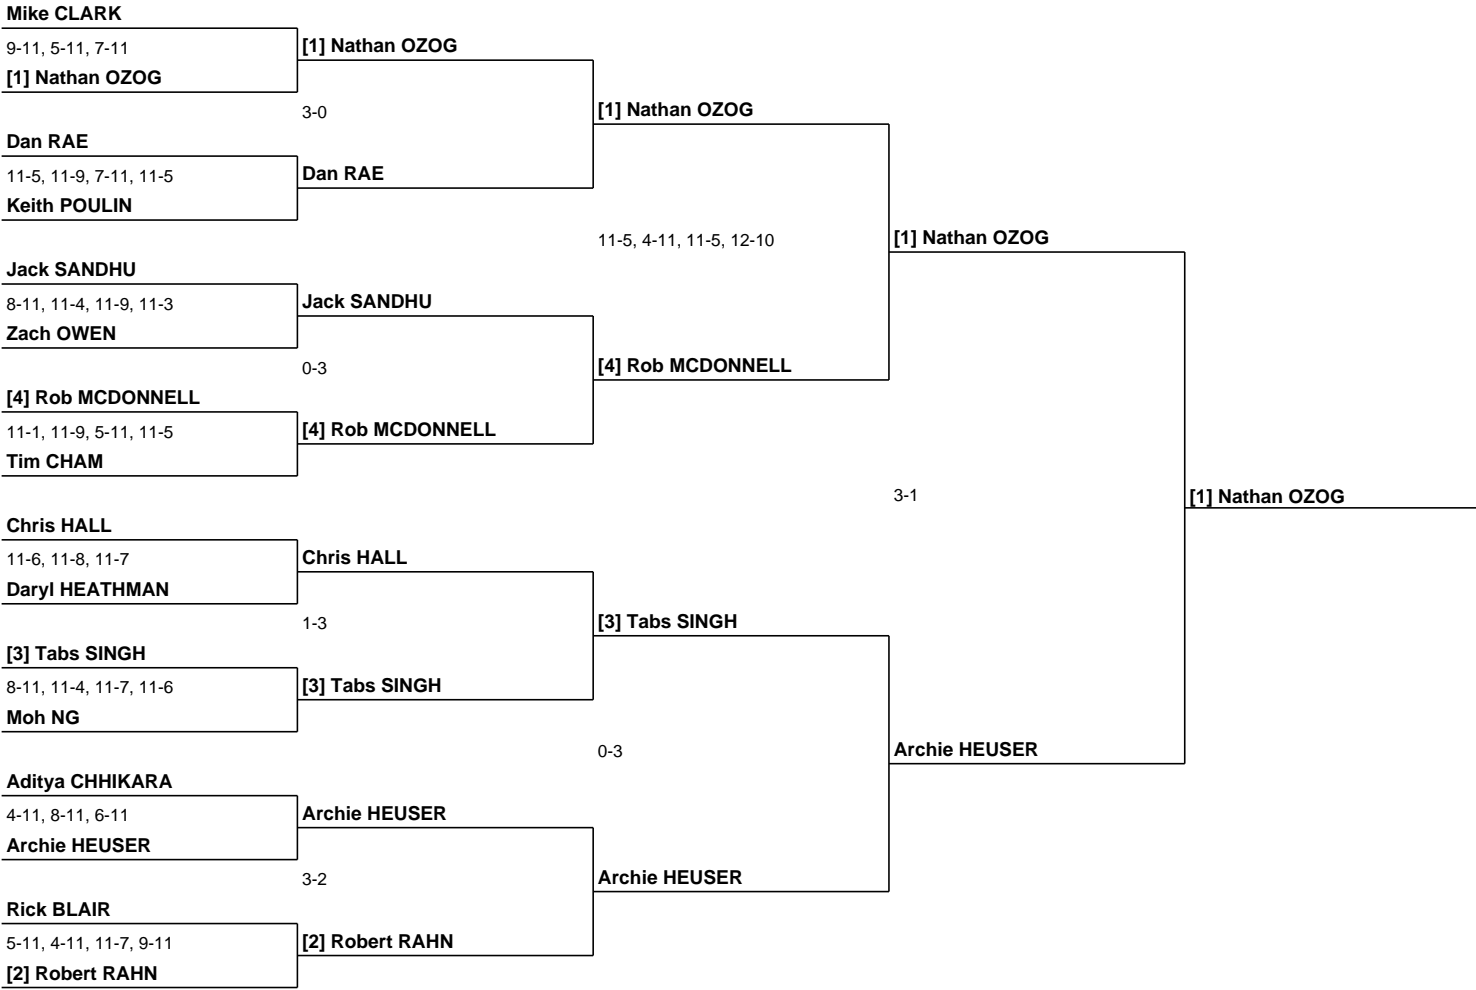 Mike CLARK
9-11, 5-11, 7-11
[1] Nathan OZOG
Dan RAE
11-5, 11-9, 7-11, 11-5
Keith POULIN
Jack SANDHU
8-11, 11-4, 11-9, 11-3
Zach OWEN
[4] Rob MCDONNELL
11-1, 11-9, 5-11, 11-5
Tim CHAM
Chris HALL
11-6, 11-8, 11-7
Daryl HEATHMAN
[3] Tabs SINGH
8-11, 11-4, 11-7, 11-6
Moh NG
Aditya CHHIKARA
4-11, 8-11, 6-11
Archie HEUSER
Rick BLAIR
5-11, 4-11, 11-7, 9-11
[2] Robert RAHN
[1] Nathan OZOG
3-0
Dan RAE
Jack SANDHU
0-3
[4] Rob MCDONNELL
Chris HALL
1-3
[3] Tabs SINGH
Archie HEUSER
3-2
[2] Robert RAHN
[1] Nathan OZOG
11-5, 4-11, 11-5, 12-10
[4] Rob MCDONNELL
[3] Tabs SINGH
0-3
Archie HEUSER
[1] Nathan OZOG
3-1
Archie HEUSER
[1] Nathan OZOG